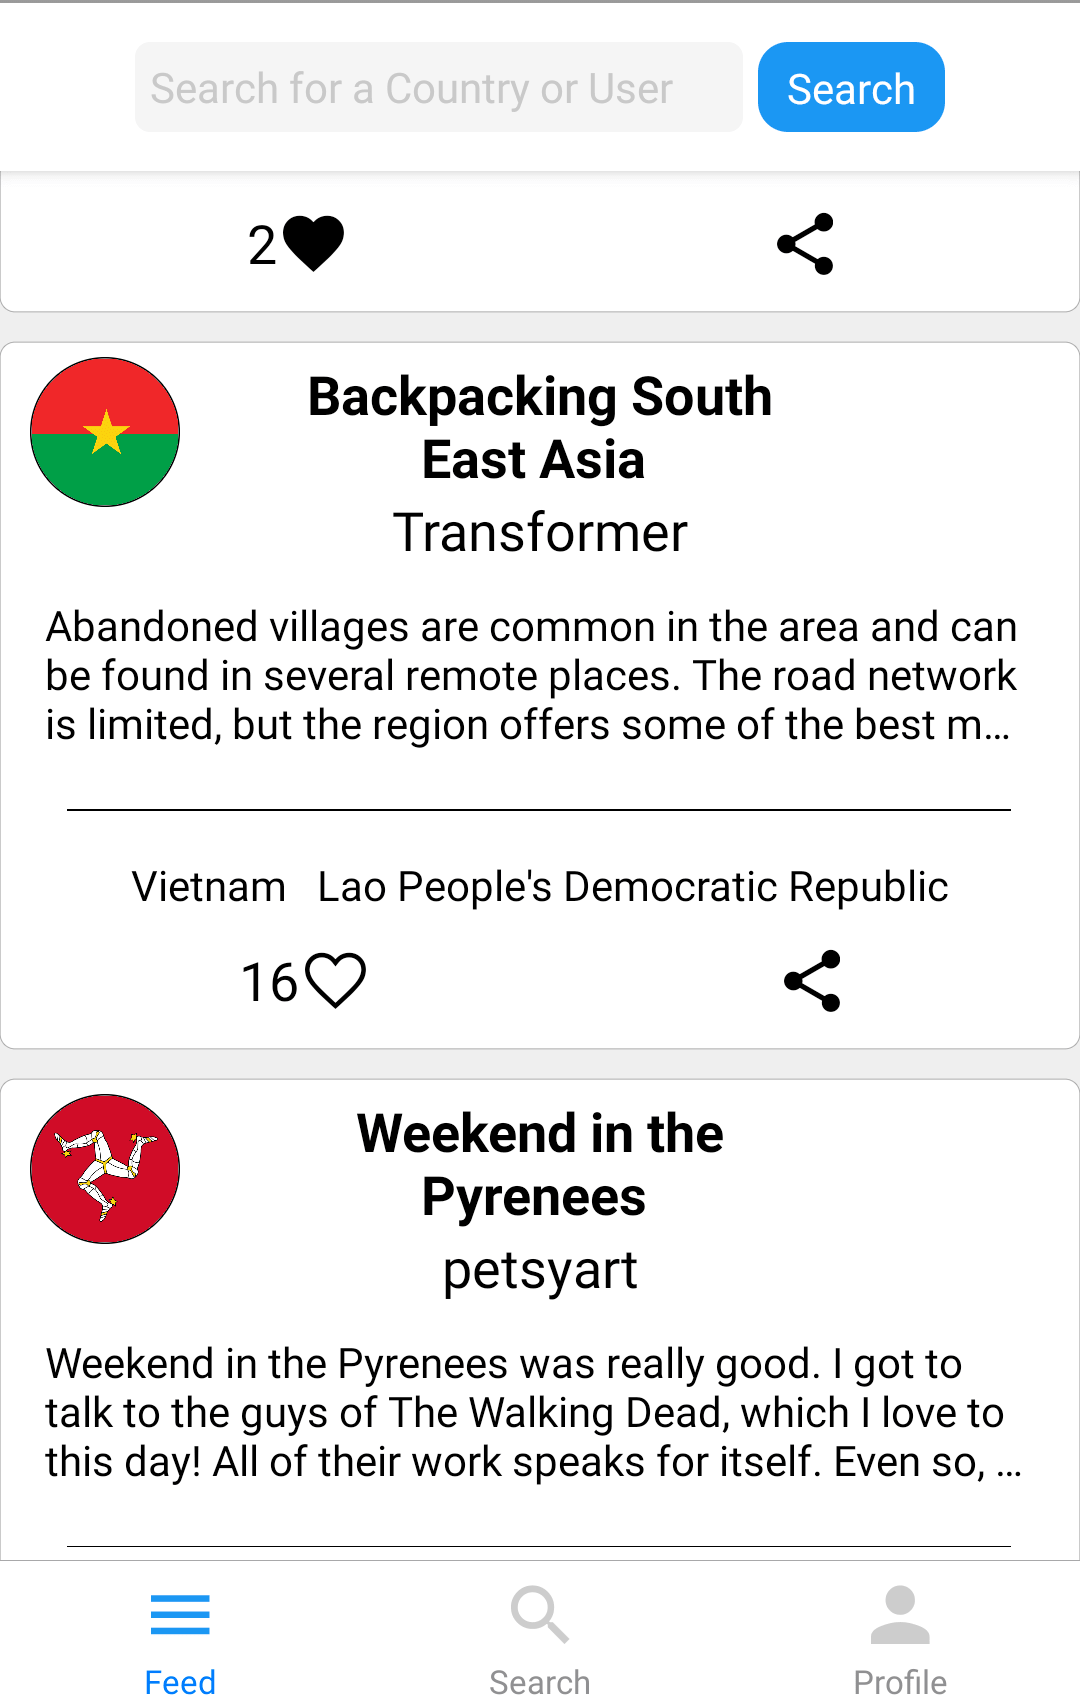 Search for a Country or User
Search
2
Backpacking South
East Asia
Transformer
Abandoned villages are common in the area and can
be found in several remote places. The road network
is limited, but the region offers some of the best m...
Vietnam Lao People's Democratic Republic
16
Weekend in the
Pyrenees
petsyart
Weekend in the Pyrenees was really good. I got to
talk to the guys of The Walking Dead, which I love to
this day! All of their work speaks for itself. Even so, ...
Feed
Search
Profile